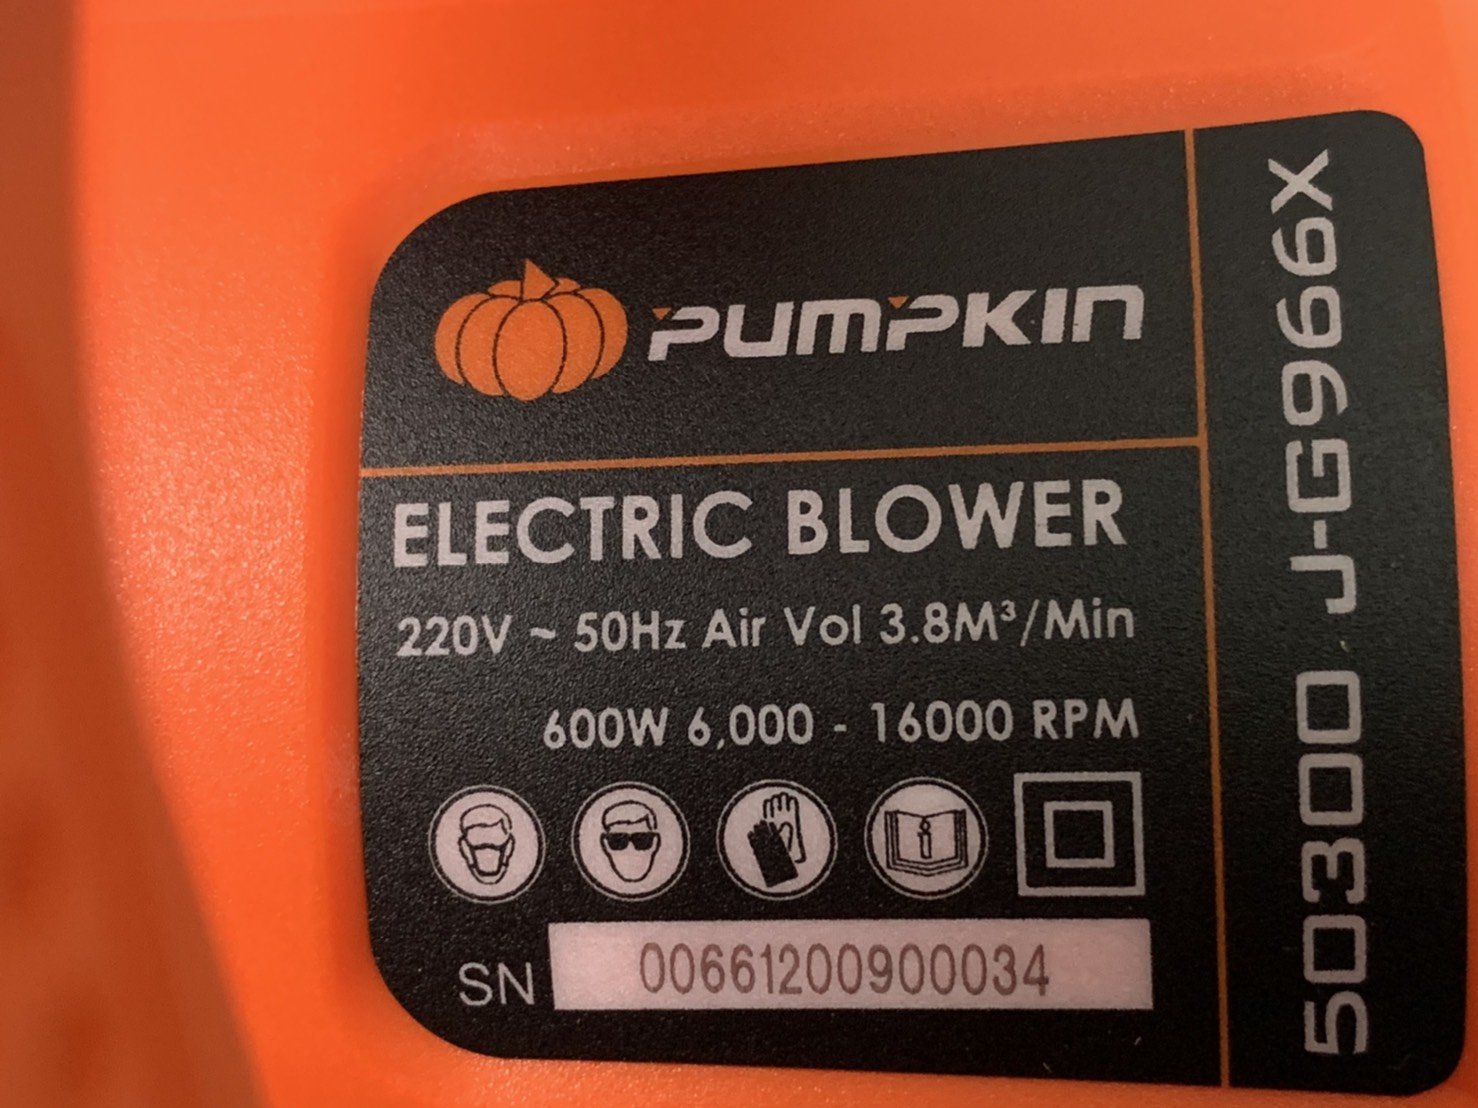 PUMPKIN
ELECTRIC BLOWER
220V ~ 50Hz Air Vol 3.8M³/Min
600W 6,000 - 16000 RPM
SN 00661200900034
50300 J-G966X